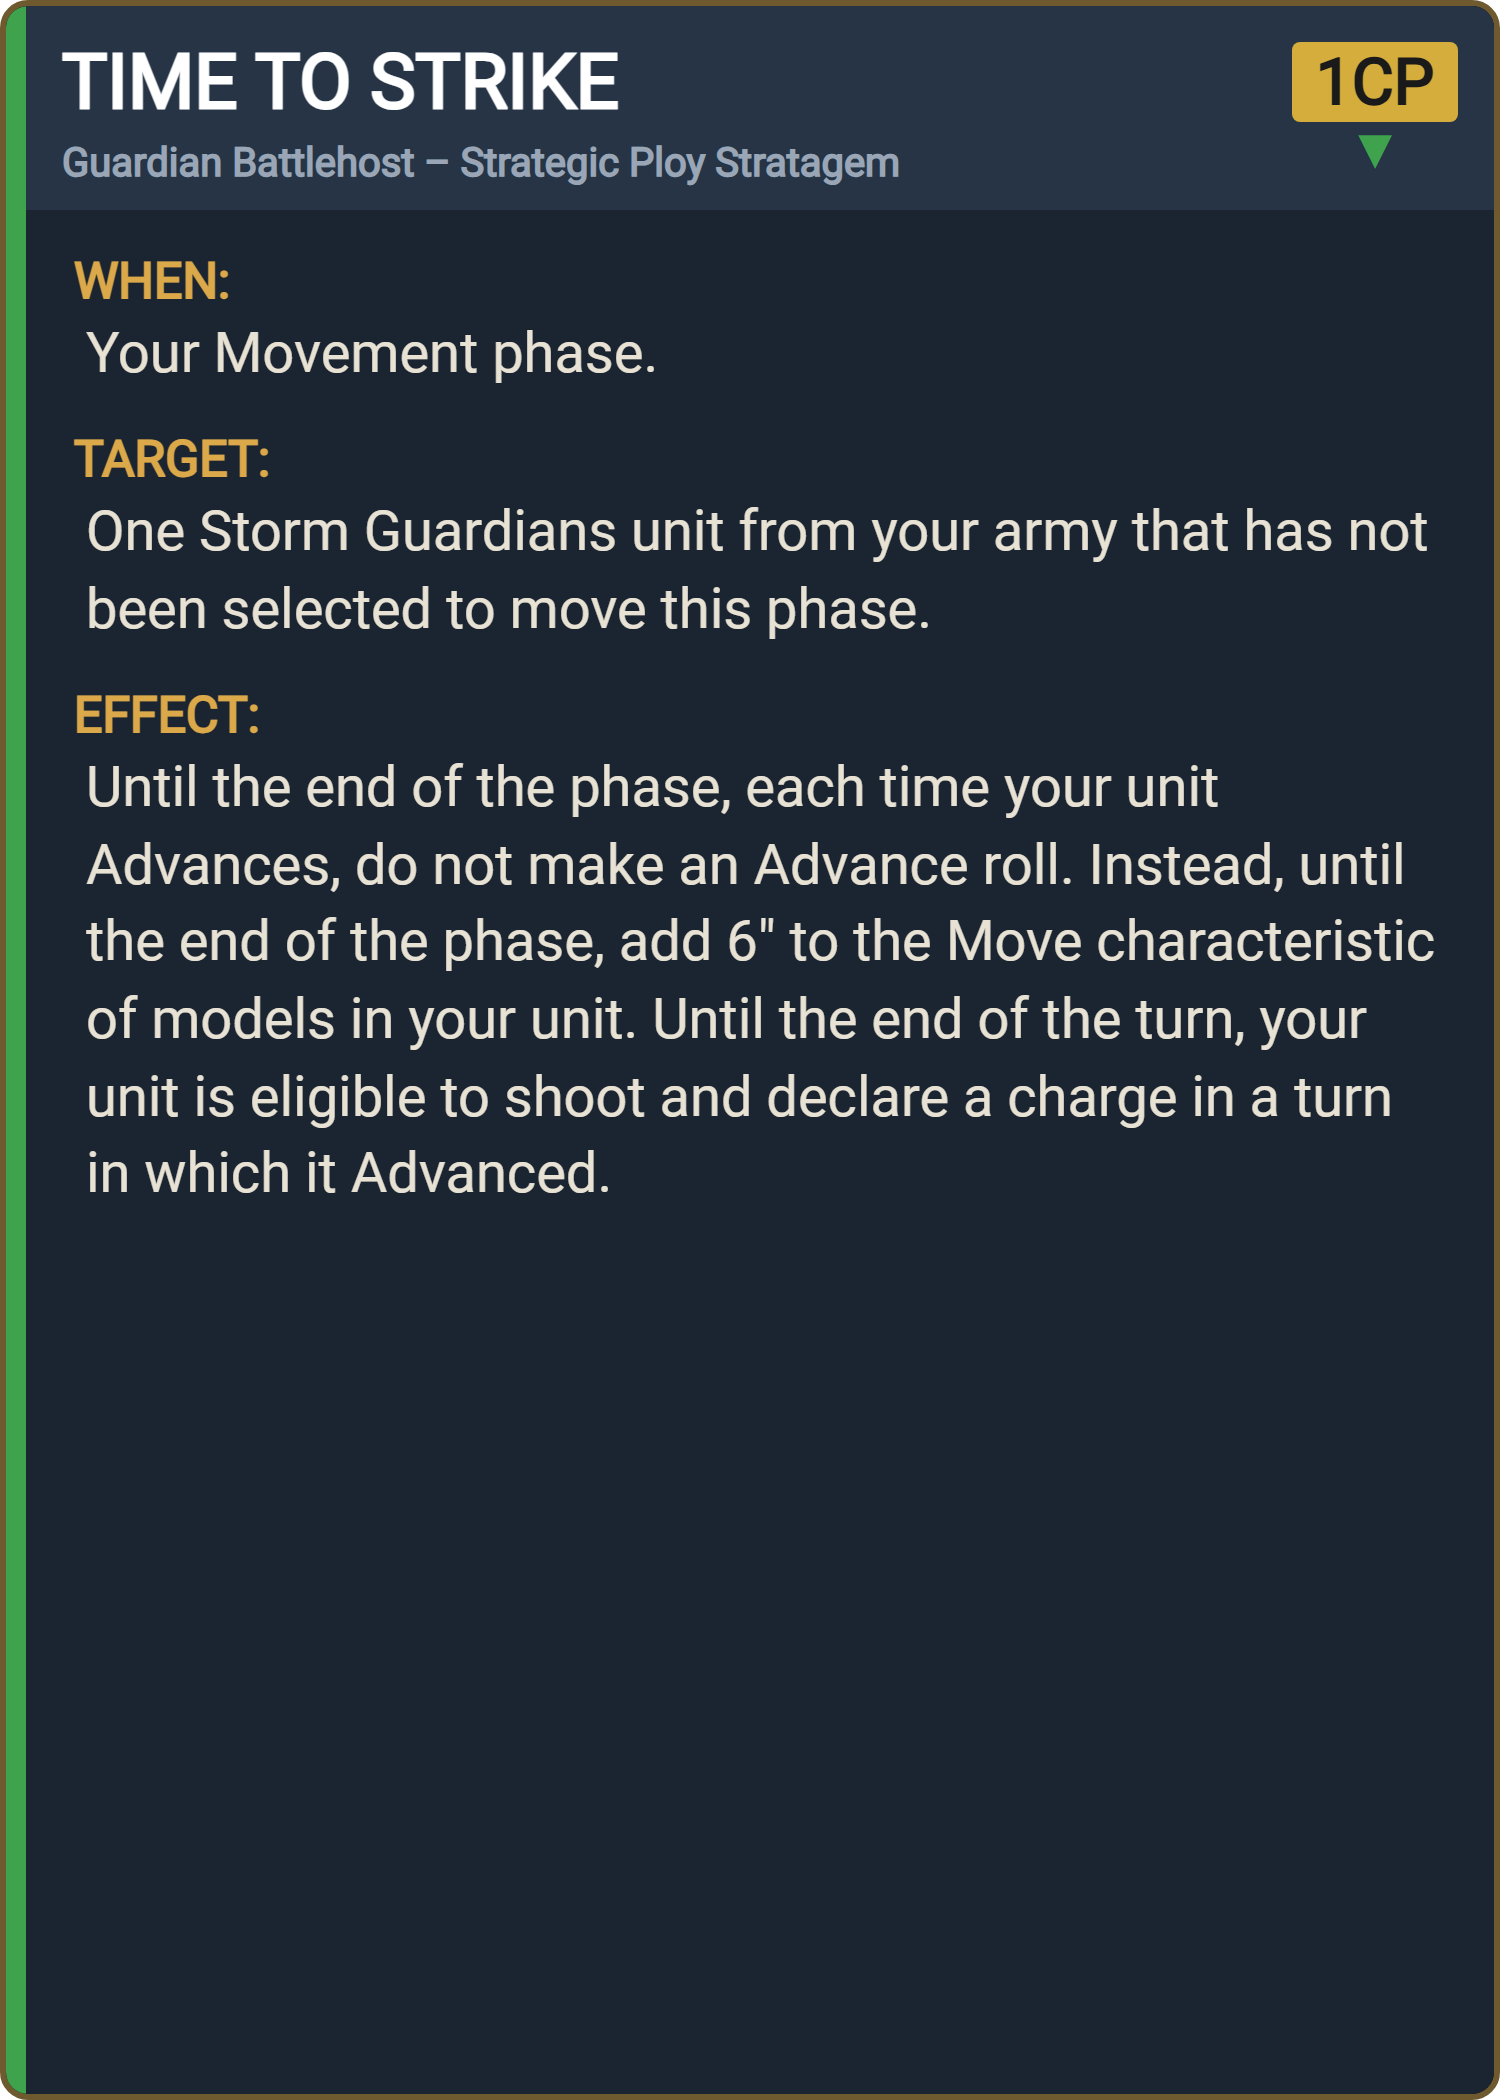 TIME TO STRIKE
1CP
Guardian Battlehost – Strategic Ploy Stratagem
WHEN:
Your Movement phase.
TARGET:
One Storm Guardians unit from your army that has not
been selected to move this phase.
EFFECT:
Until the end of the phase, each time your unit
Advances, do not make an Advance roll. Instead, until
the end of the phase, add 6" to the Move characteristic
of models in your unit. Until the end of the turn, your
unit is eligible to shoot and declare a charge in a turn
in which it Advanced.